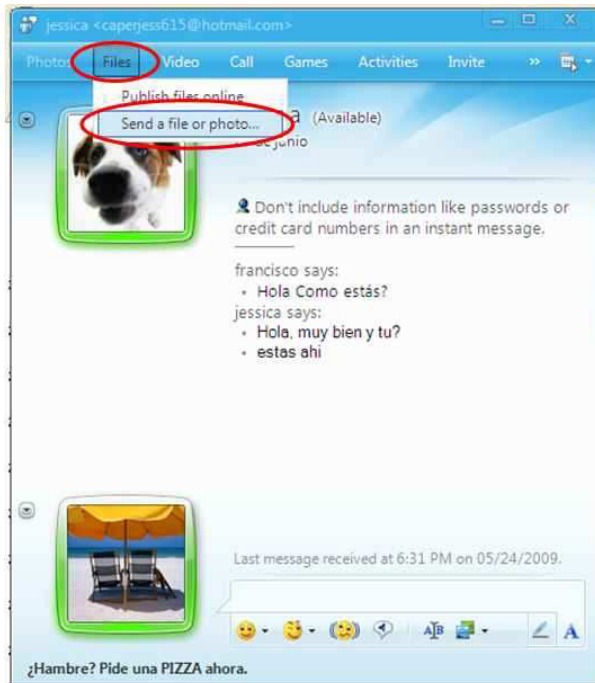 jessica <caperjess615@hotmail.com>
Photos Files Video Call Games Activities Invite »
Publish files online
Send a file or photo...
a (Available)
de junio
Don't include information like passwords or
credit card numbers in an instant message.
francisco says:
• Hola Como estás?
jessica says:
• Hola, muy bien y tu?
• estas ahi
Last message received at 6:31 PM on 05/24/2009.
A
¿Hambre? Pide una PIZZA ahora.